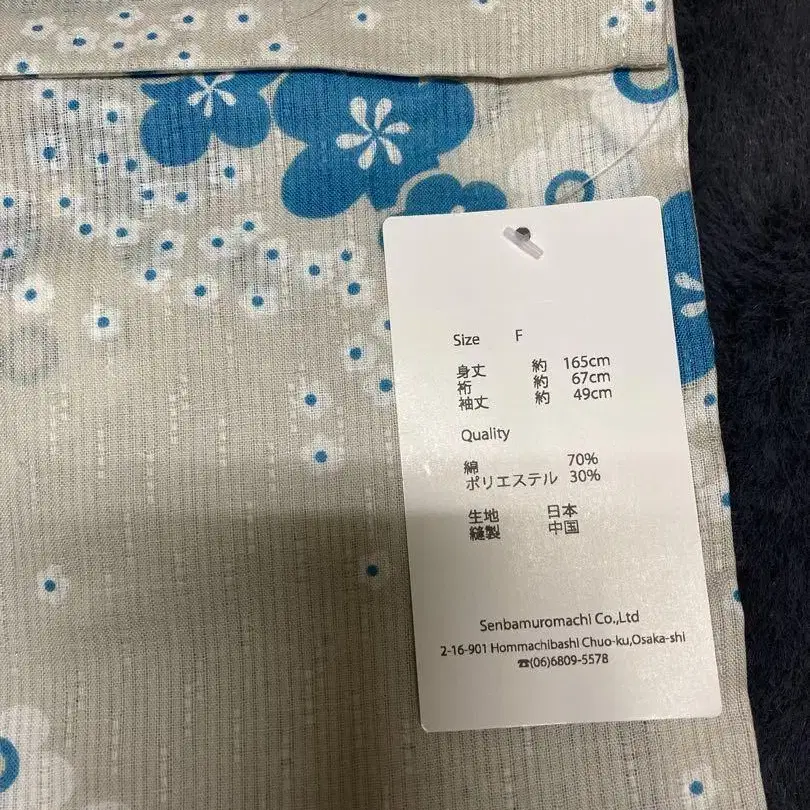 Size F
身丈 約 165cm
裄 約 67cm
袖丈 約 49cm
Quality
綿 70%
ポリエステル 30%
生地 日本
縫製 中国
Senbamuromachi Co.,Ltd
2-16-901 Hommachibashi Chuo-ku,Osaka-shi
☎(06)6809-5578